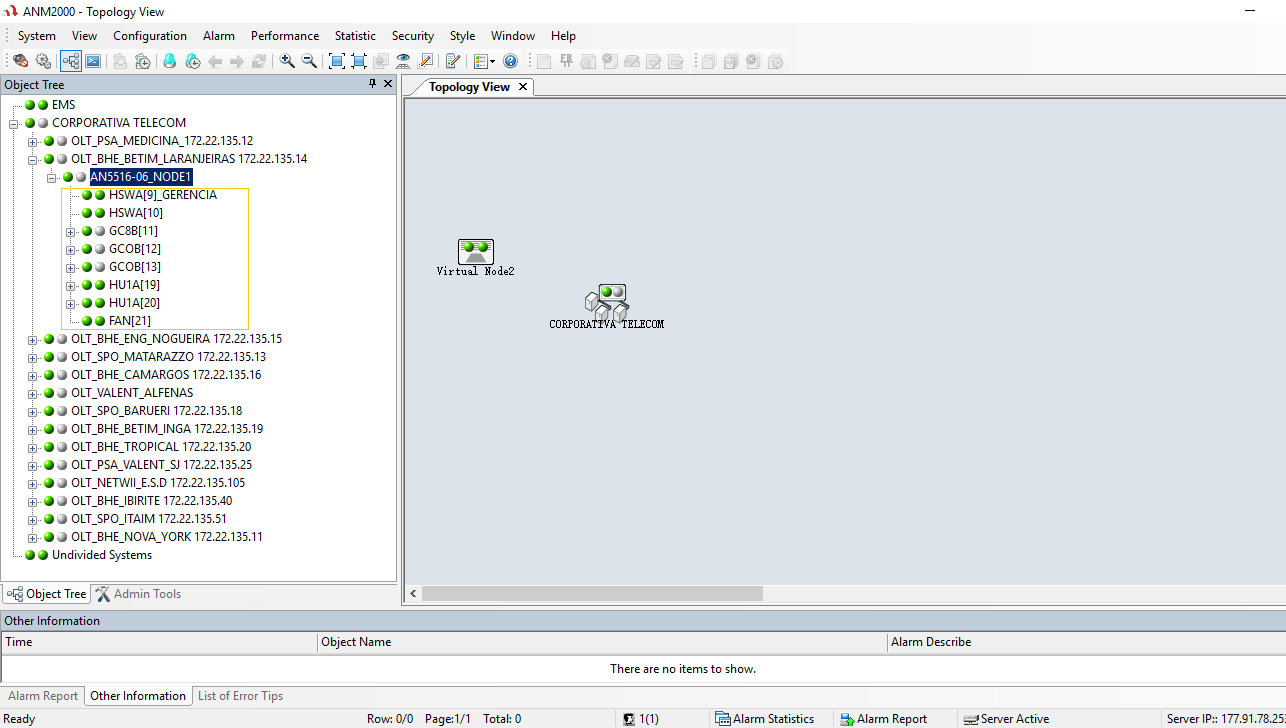 ANM2000 - Topology View
System View Configuration Alarm Performance Statistic Security Style Window Help
Object Tree
Topology View
EMS
CORPORATIVA TELECOM
OLT_PSA_MEDICINA_172.22.135.12
OLT_BHE_BETIM_LARANJEIRAS 172.22.135.14
AN5516-06_NODE1
HSWA[9]_GERENCIA
HSWA[10]
GC8B[11]
GCOB[12]
GCOB[13]
HU1A[19]
HU1A[20]
FAN[21]
OLT_BHE_ENG_NOGUEIRA 172.22.135.15
OLT_SPO_MATARAZZO 172.22.135.13
OLT_BHE_CAMARGOS 172.22.135.16
OLT_VALENT_ALFENAS
OLT_SPO_BARUERI 172.22.135.18
OLT_BHE_BETIM_INGA 172.22.135.19
OLT_BHE_TROPICAL 172.22.135.20
OLT_PSA_VALENT_SJ 172.22.135.25
OLT_NETWII_E.S.D 172.22.135.105
OLT_BHE_IBIRITE 172.22.135.40
OLT_SPO_ITAIM 172.22.135.51
OLT_BHE_NOVA_YORK 172.22.135.11
Undivided Systems
Virtual Node2
CORPORATIVA TELECOM
Object Tree Admin Tools
Other Information
Time Object Name Alarm Describe
There are no items to show.
Alarm Report Other Information List of Error Tips
Ready Row: 0/0 Page:1/1 Total: 0 1(1) Alarm Statistics Alarm Report Server Active Server IP:: 177.91.78.25